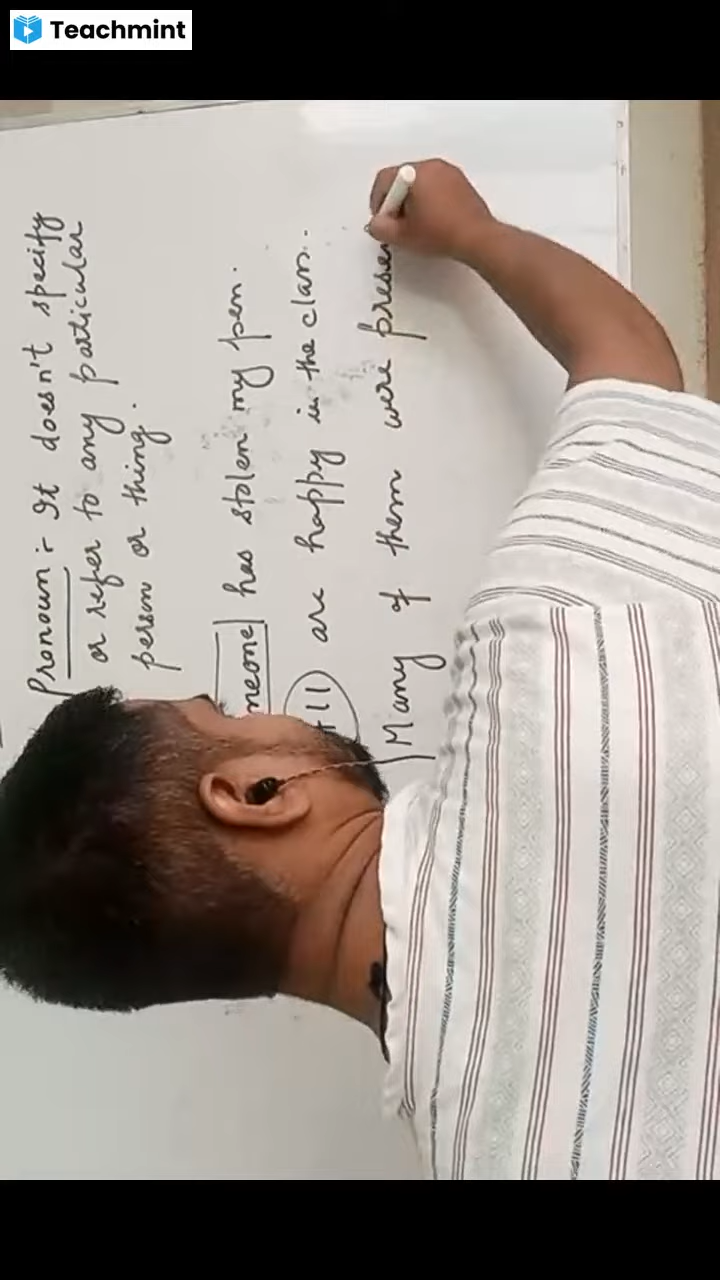 Teachmint
Pronoun :- It doesn't specify
or refer to any particular
person or thing.
meone has stolen my pen.
ll are happy in the class.
Many of them were presen